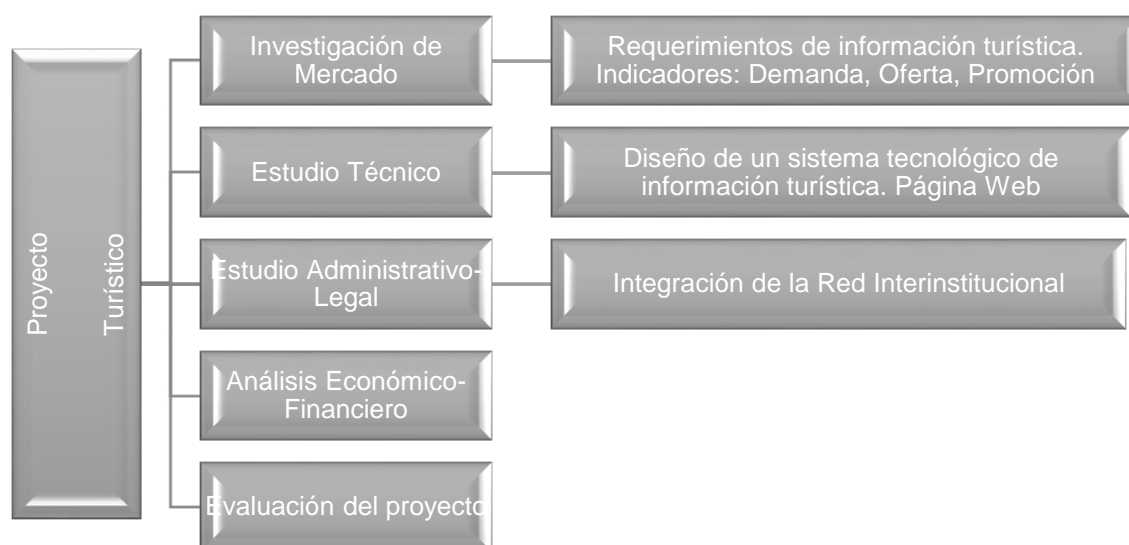 Proyecto
Turístico
Investigación de
Mercado
Requerimientos de información turística.
Indicadores: Demanda, Oferta, Promoción
Estudio Técnico
Diseño de un sistema tecnológico de
información turística. Página Web
Estudio Administrativo-
Legal
Integración de la Red Interinstitucional
Análisis Económico-
Financiero
Evaluación del proyecto